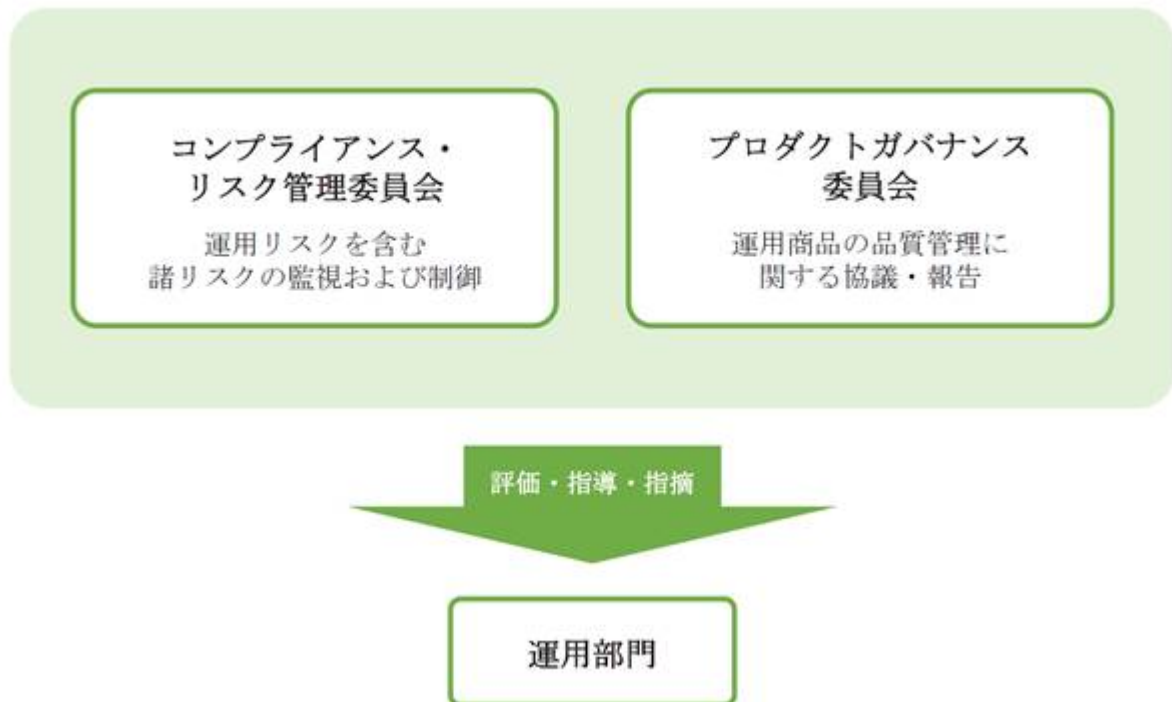 コンプライアンス・
リスク管理委員会
運用リスクを含む
諸リスクの監視および制御
プロダクトガバナンス
委員会
運用商品の品質管理に
関する協議・報告
評価・指導・指摘
運用部門